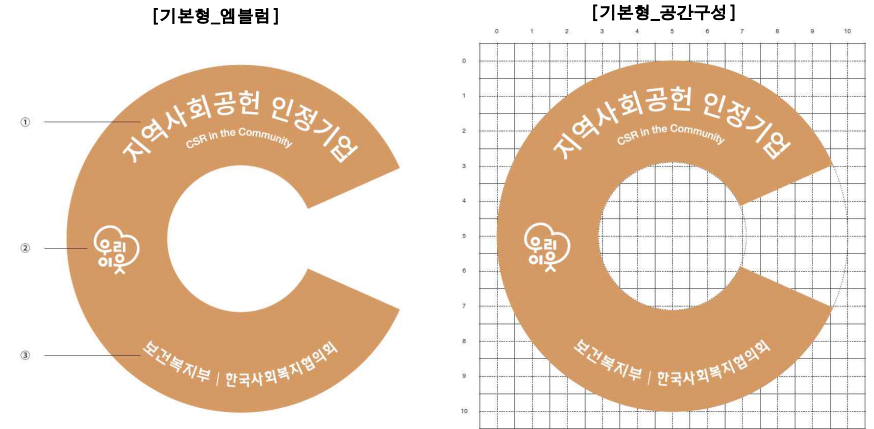 [기본형_엠블럼]
①
지역사회공헌 인정기업
CSR in the Community
②
우리
이웃
③
보건복지부 | 한국사회복지협의회
[기본형_공간구성]
0 1 2 3 4 5 6 7 8 9 10
0
1
2
3
4
5
6
7
8
9
10
지역사회공헌 인정기업
CSR in the Community
우리
이웃
보건복지부 | 한국사회복지협의회